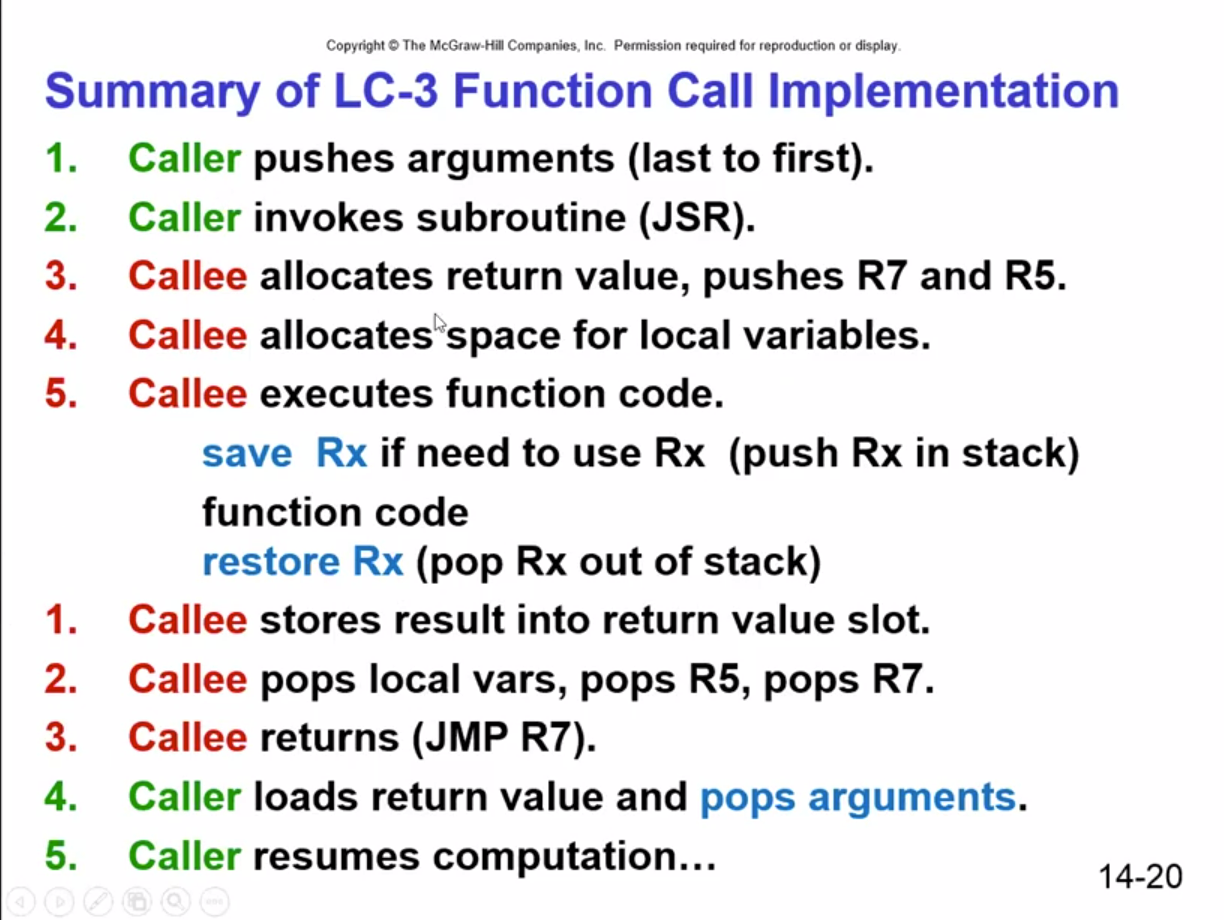 Copyright © The McGraw-Hill Companies, Inc. Permission required for reproduction or display.
Summary of LC-3 Function Call Implementation
1. Caller pushes arguments (last to first).
2. Caller invokes subroutine (JSR).
3. Callee allocates return value, pushes R7 and R5.
4. Callee allocates space for local variables.
5. Callee executes function code.
save Rx if need to use Rx (push Rx in stack)
function code
restore Rx (pop Rx out of stack)
1. Callee stores result into return value slot.
2. Callee pops local vars, pops R5, pops R7.
3. Callee returns (JMP R7).
4. Caller loads return value and pops arguments.
5. Caller resumes computation…
14-20